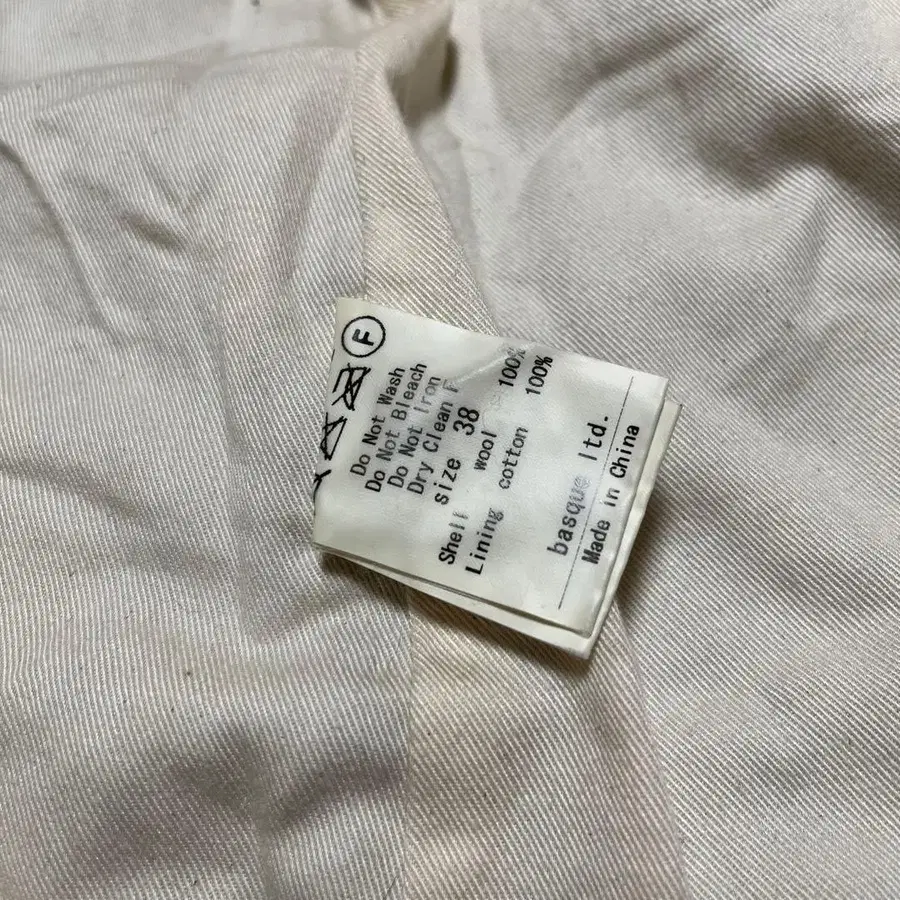 F
Do Not Wash
Do Not Bleach
Do Not Iron
Dry Clean F
size 38
Shell wool 100%
Lining cotton 100%
basque ltd.
Made in China